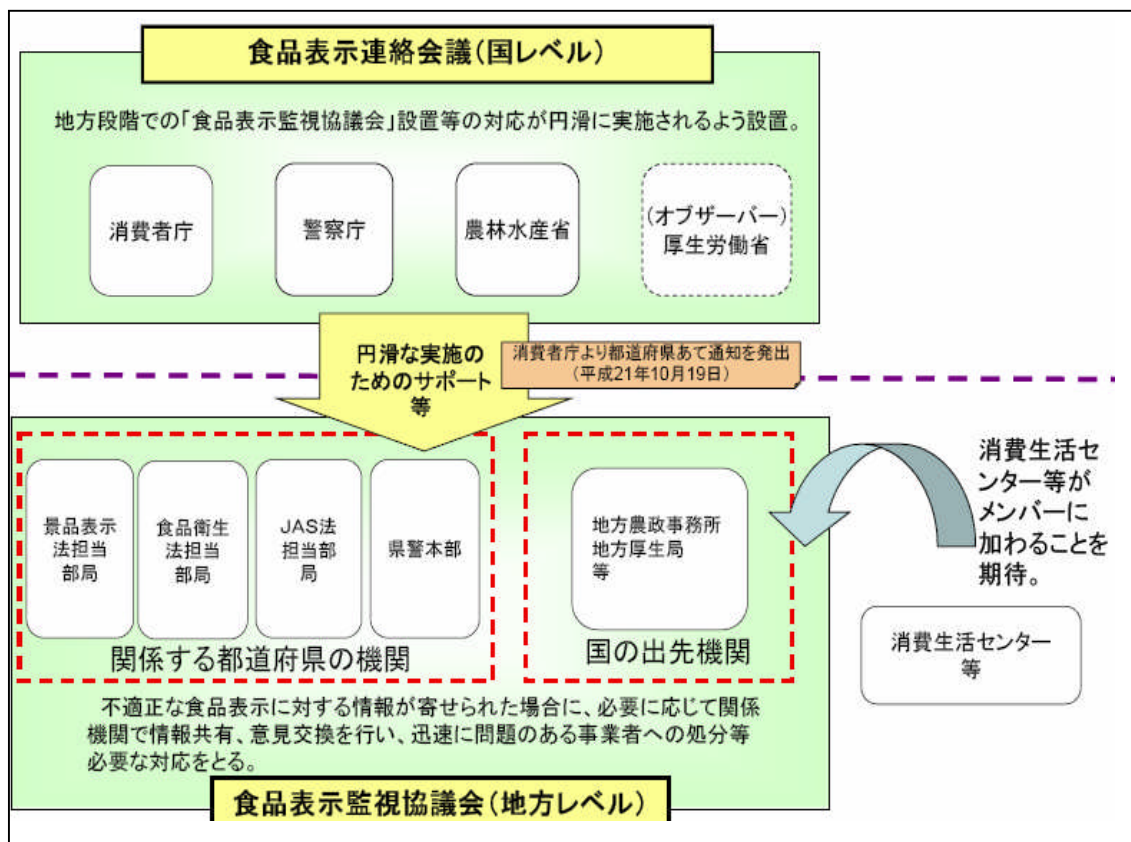 食品表示連絡会議(国レベル)
地方段階での「食品表示監視協議会」設置等の対応が円滑に実施されるよう設置。
消費者庁
警察庁
農林水産省
(オブザーバー)
厚生労働省
円滑な実施の
ためのサポート
等
消費者庁より都道府県あて通知を発出
(平成21年10月19日)
景品表示
法担当
部局
食品衛生
法担当
部局
JAS法
担当部
局
県警本部
関係する都道府県の機関
地方農政事務所
地方厚生局
等
国の出先機関
消費生活セ
ンター等が
メンバーに
加わることを
期待。
消費生活センター
等
不適正な食品表示に対する情報が寄せられた場合に、必要に応じて関係
機関で情報共有、意見交換を行い、迅速に問題のある事業者への処分等
必要な対応をとる。
食品表示監視協議会(地方レベル)